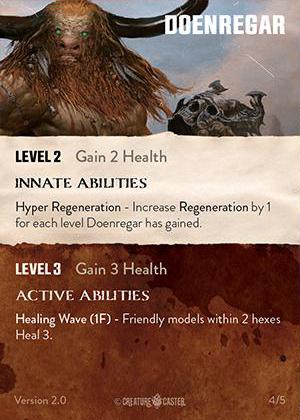 DOENREGAR
LEVEL 2 Gain 2 Health
INNATE ABILITIES
Hyper Regeneration - Increase Regeneration by 1
for each level Doenregar has gained.
LEVEL 3 Gain 3 Health
ACTIVE ABILITIES
Healing Wave (1F) - Friendly models within 2 hexes
Heal 3.
Version 2.0 © CREATURE CASTER 4/5